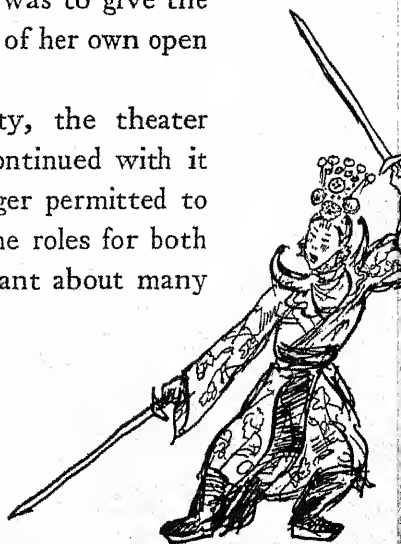 was to give the
of her own open
ty, the theater
ontinued with it
ger permitted to
ne roles for both
ant about many